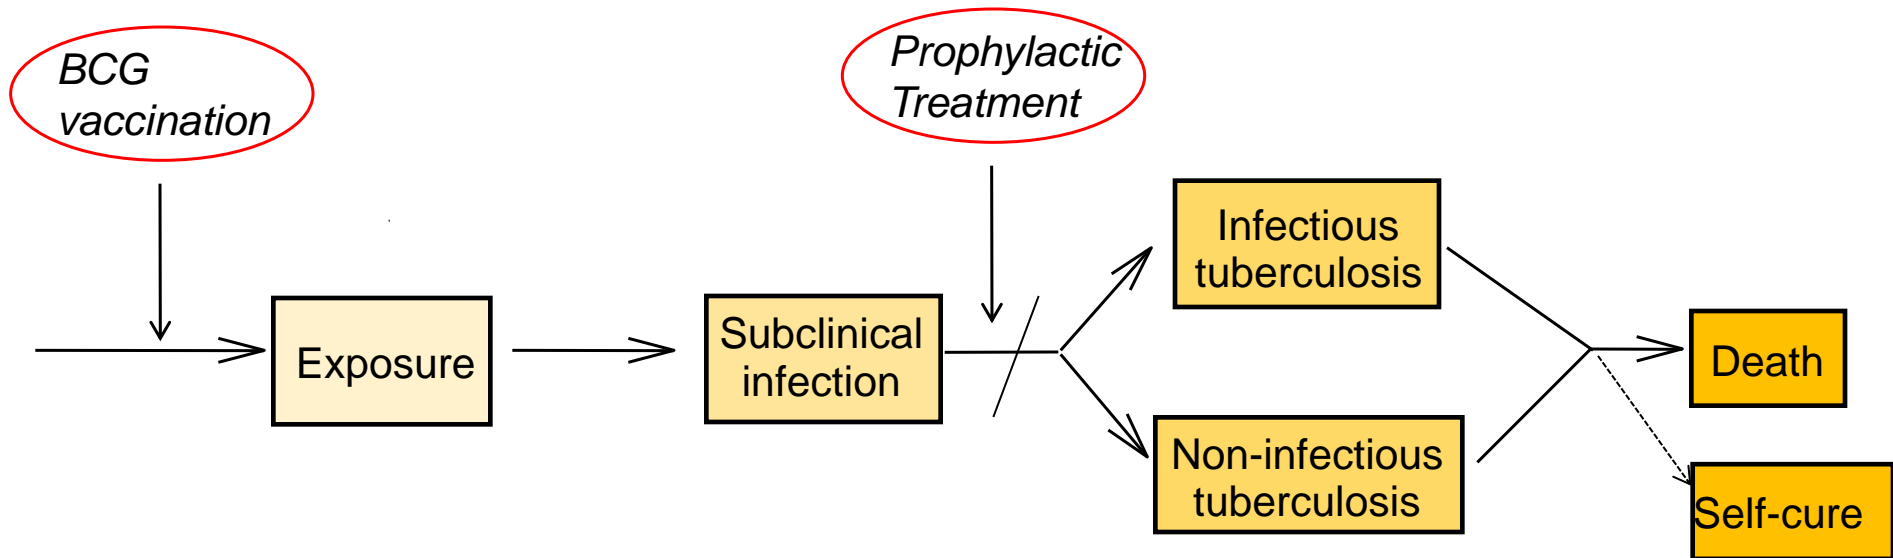 BCG
vaccination
Prophylactic
Treatment
Exposure
Subclinical
infection
Infectious
tuberculosis
Non-infectious
tuberculosis
Death
Self-cure